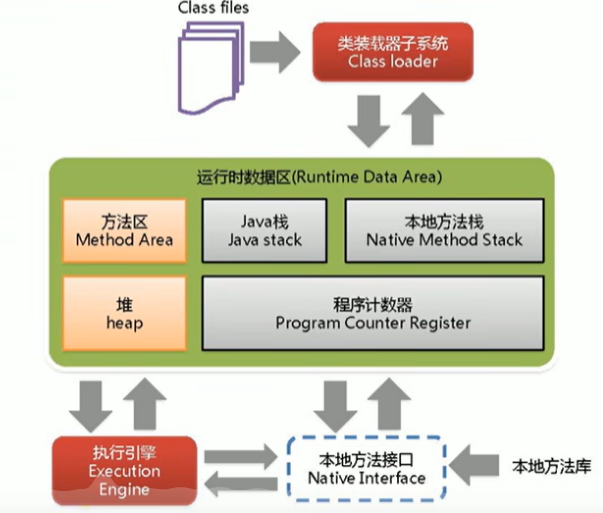 Class files
类装载器子系统
Class loader
运行时数据区(Runtime Data Area)
方法区
Method Area
Java栈
Java stack
本地方法栈
Native Method Stack
堆
heap
程序计数器
Program Counter Register
执行引擎
Execution
Engine
本地方法接口
Native Interface
本地方法库